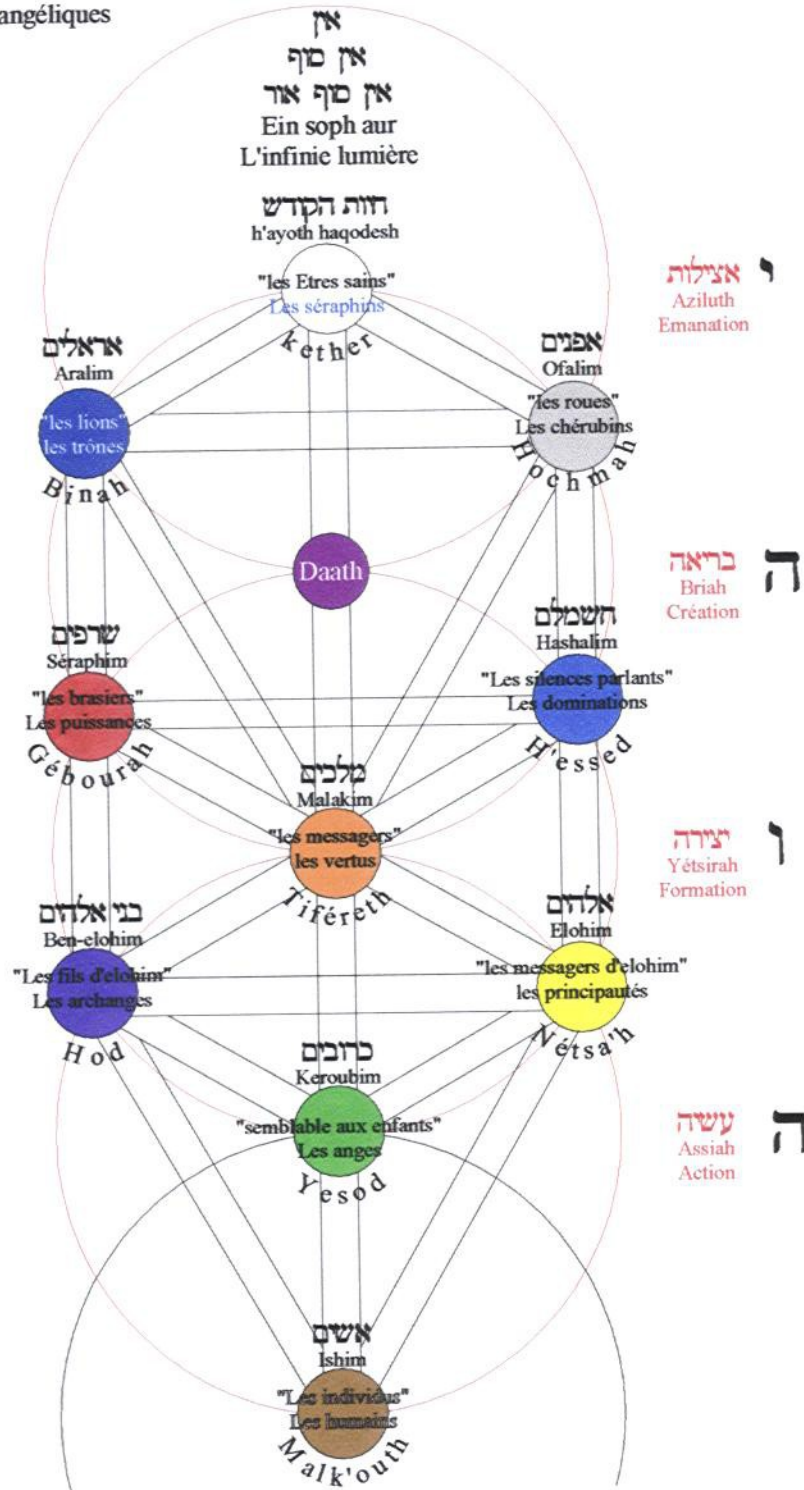 angéliques
אין
אין סוף
אין סוף אור
Ein soph aur
L'infinie lumière
חיות הקודש
h'ayoth haqodesh
"les Etres sains"
Les séraphins
kether
אצילות
Aziluth
Emanation
י
אראלים
Aralim
"les lions"
les trônes
Binah
אפנים
Ofalim
"les roues"
Les chérubins
Hochmah
Daath
בריאה
Briah
Création
ה
שרפים
Séraphim
"les brasiers"
Les puissances
Gébourah
חשמלם
Hashalim
"Les silences parlants"
Les dominations
H'essed
מלכים
Malakim
"les messagers"
les vertus
Tiféreth
יצירה
Yétsirah
Formation
ו
בני אלהים
Ben-elohim
"Les fils d'elohim"
Les archanges
Hod
אלהים
Elohim
"les messagers d'elohim"
les principautés
Nétsa'h
כרובים
Keroubim
"semblable aux enfants"
Les anges
Yesod
עשיה
Assiah
Action
ה
אשים
Ishim
"Les individus"
Les humains
Malk'outh